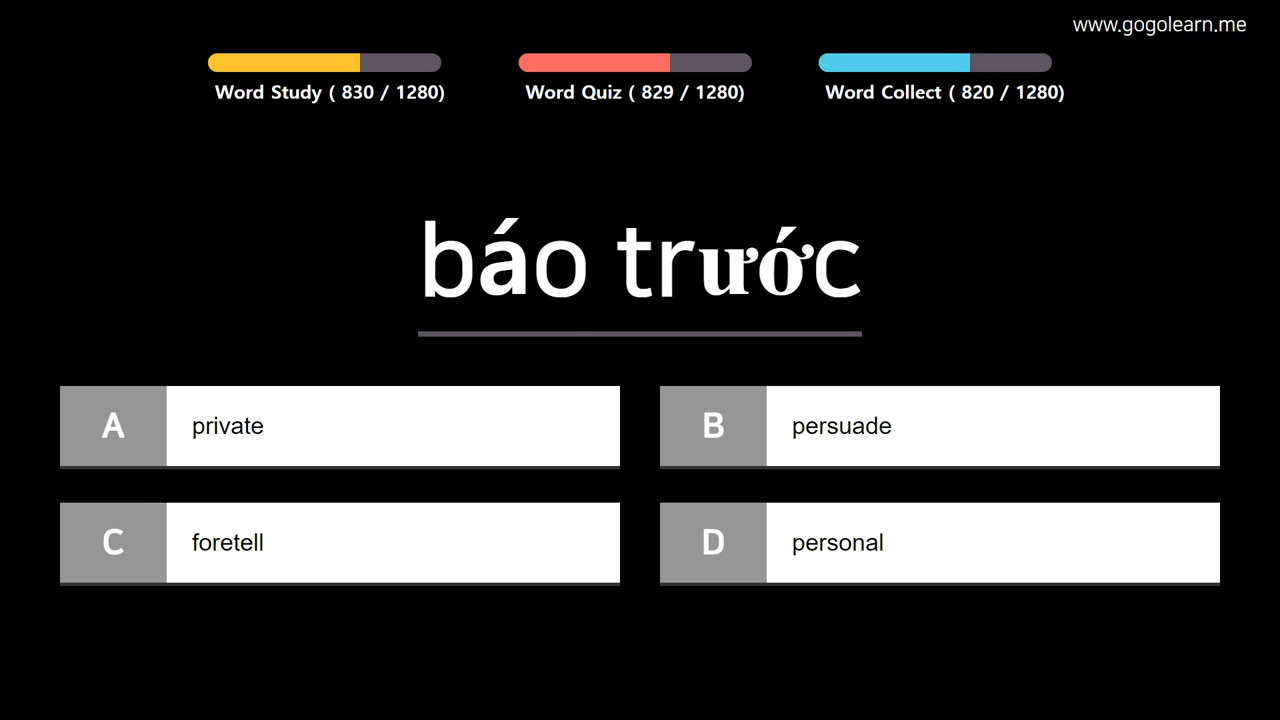 www.gogolearn.me
Word Study ( 830 / 1280)
Word Quiz ( 829 / 1280)
Word Collect ( 820 / 1280)
báo trước
A private
B persuade
C foretell
D personal